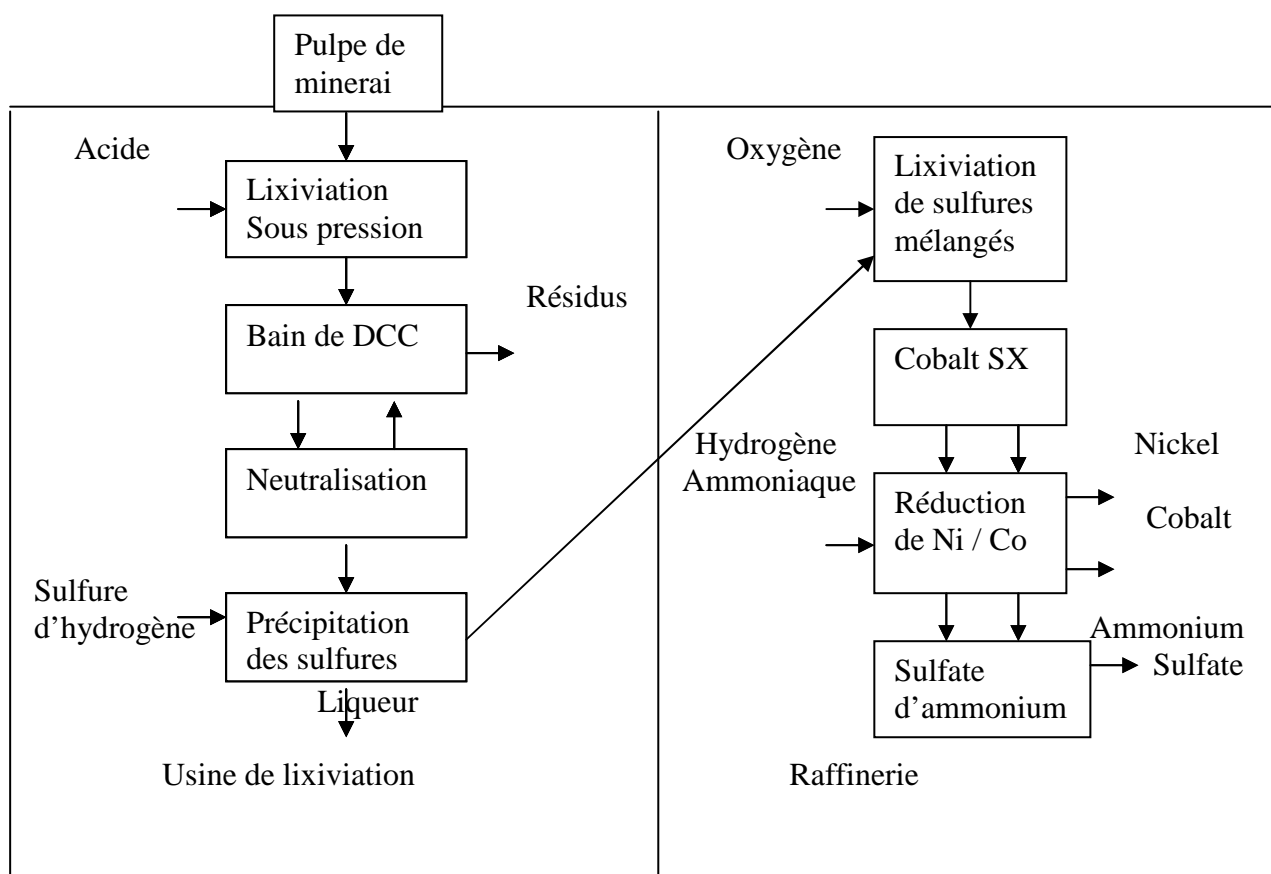 Pulpe de
minerai
Acide
Lixiviation
Sous pression
Résidus
Bain de DCC
Neutralisation
Sulfure
d’hydrogène
Précipitation
des sulfures
Liqueur
Usine de lixiviation
Oxygène
Lixiviation
de sulfures
mélangés
Cobalt SX
Hydrogène
Ammoniaque
Nickel
Réduction
de Ni / Co
Cobalt
Ammonium
Sulfate
Sulfate
d’ammonium
Raffinerie